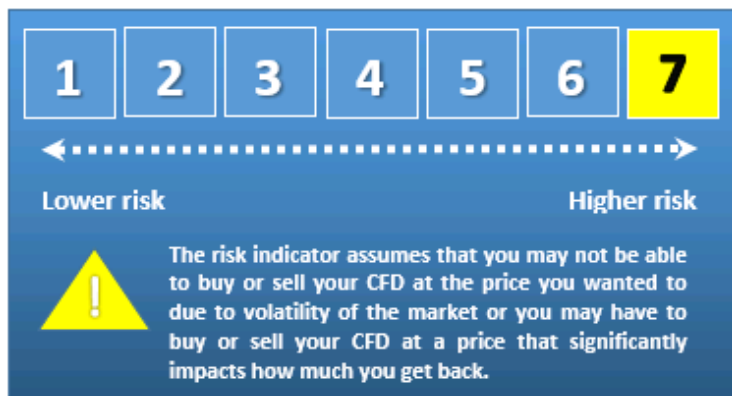 1 2 3 4 5 6 7
Lower risk Higher risk
!
The risk indicator assumes that you may not be able
to buy or sell your CFD at the price you wanted to
due to volatility of the market or you may have to
buy or sell your CFD at a price that significantly
impacts how much you get back.